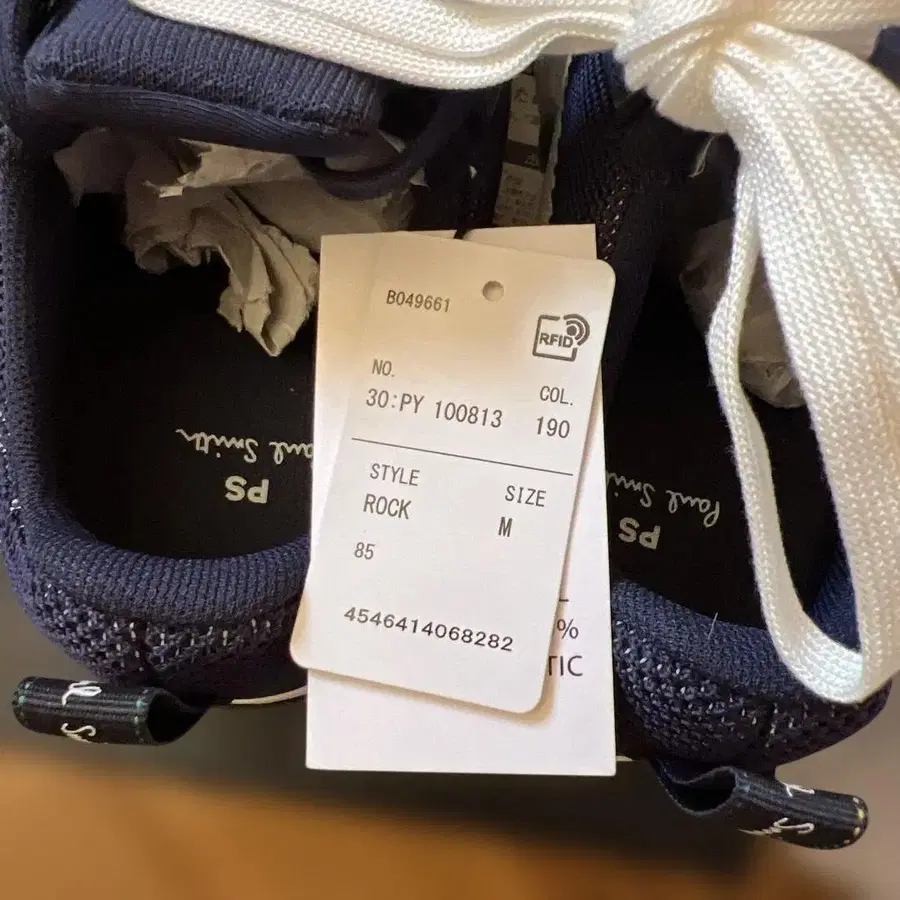 B049661
RFID
NO.
COL.
30:PY 100813 190
STYLE
SIZE
ROCK
M
85
4546414068282
%
TIC
Paul Smith
PS
Paul Smith
PS